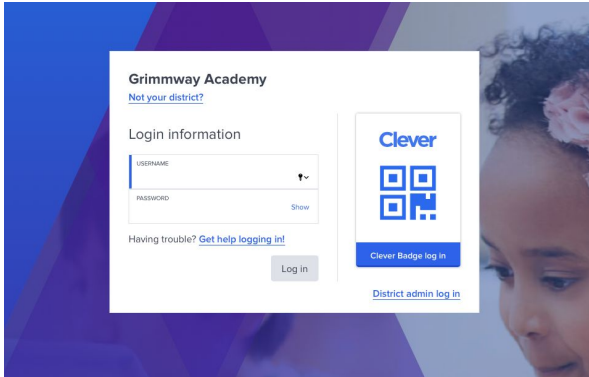 Grimmway Academy
Not your district?
Login information
USERNAME
PASSWORD
Show
Having trouble? Get help logging in!
Log in
Clever
Clever Badge log in
District admin log in